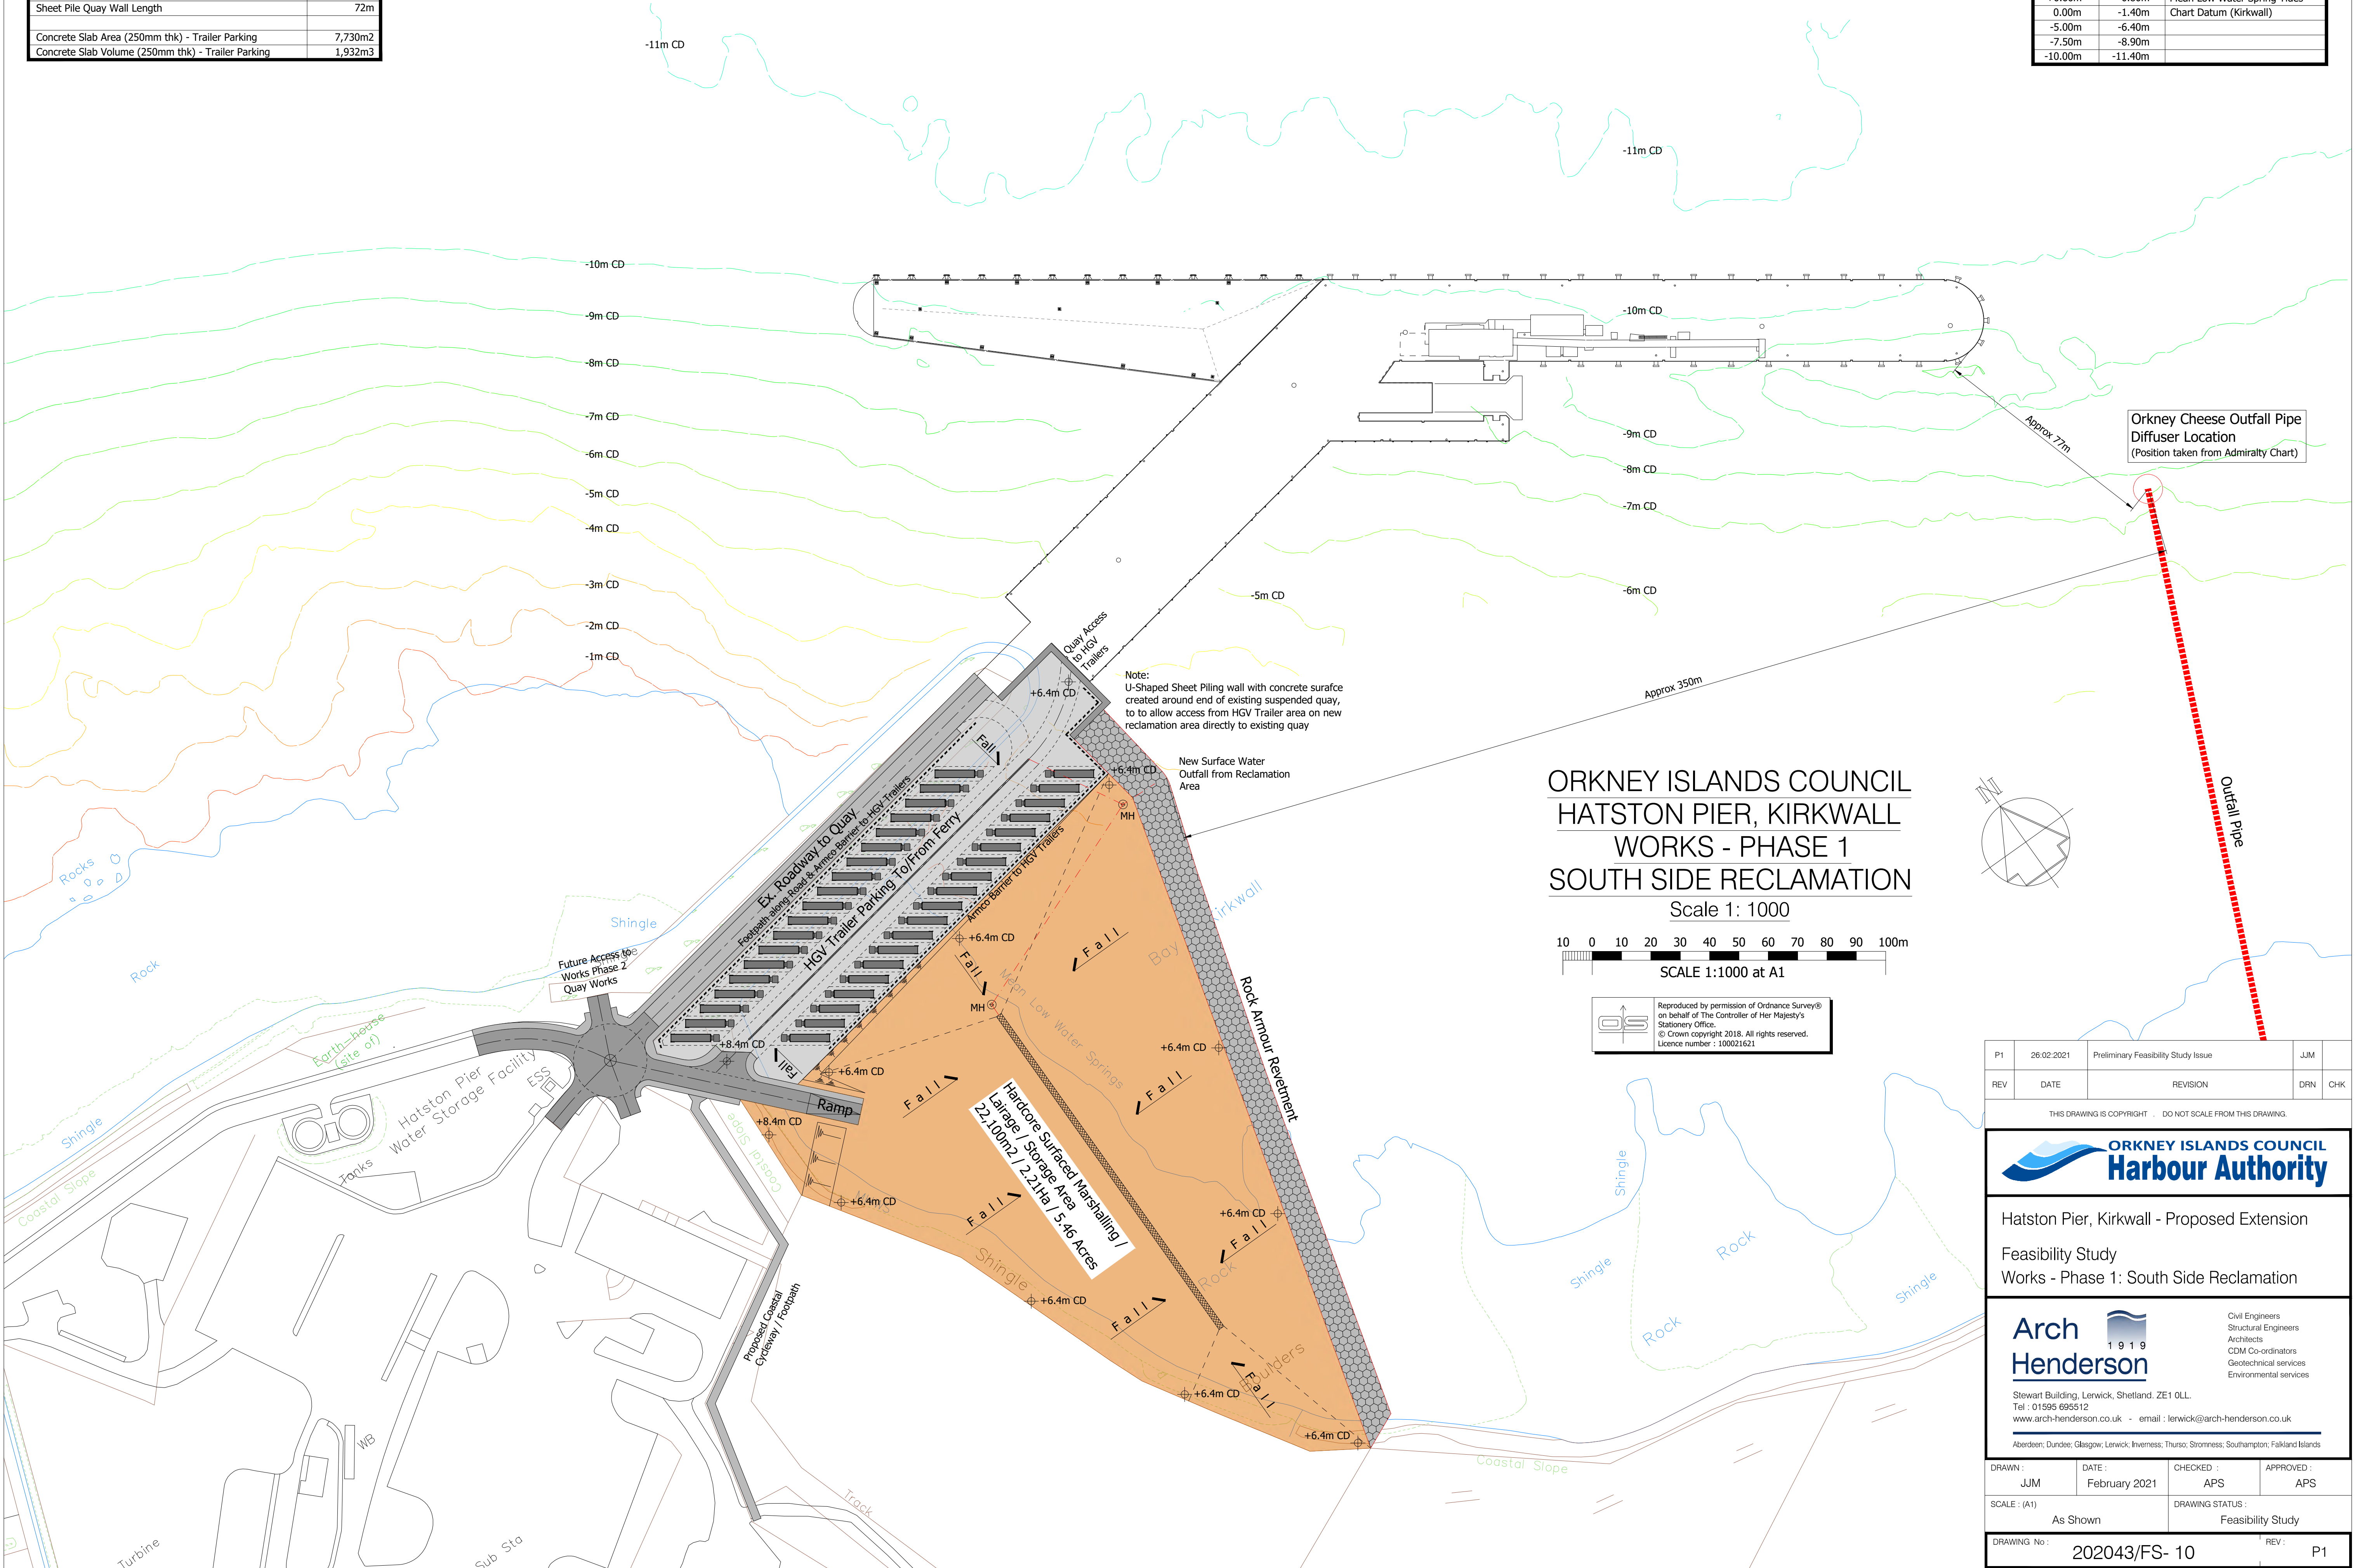 Sheet Pile Quay Wall Length 72m
Concrete Slab Area (250mm thk) - Trailer Parking 7,730m2
Concrete Slab Volume (250mm thk) - Trailer Parking 1,932m3
0.00m -1.40m Chart Datum (Kirkwall)
-5.00m -6.40m
-7.50m -8.90m
-10.00m -11.40m
-11m CD
-11m CD
-10m CD
-9m CD
-8m CD
-7m CD
-6m CD
-5m CD
-4m CD
-3m CD
-2m CD
-1m CD
-10m CD
-9m CD
-8m CD
-7m CD
-6m CD
-5m CD
Approx 77m
Orkney Cheese Outfall Pipe
Diffuser Location
(Position taken from Admiralty Chart)
Outfall Pipe
Approx 350m
Quay Access
to HGV
Trailers
+6.4m CD
Note:
U-Shaped Sheet Piling wall with concrete surafce
created around end of existing suspended quay,
to to allow access from HGV Trailer area on new
reclamation area directly to existing quay
New Surface Water
Outfall from Reclamation
Area
+6.4m CD
MH
Fall
Ex. Roadway to Quay
Footpath along Road & Armco Barrier to HGV Trailers
HGV Trailer Parking To/From Ferry
Armco Barrier to HGV Trailers
ORKNEY ISLANDS COUNCIL
HATSTON PIER, KIRKWALL
WORKS - PHASE 1
SOUTH SIDE RECLAMATION
Scale 1: 1000
10 0 10 20 30 40 50 60 70 80 90 100m
SCALE 1:1000 at A1
N
Reproduced by permission of Ordnance Survey®
on behalf of The Controller of Her Majesty's
Stationery Office.
© Crown copyright 2018. All rights reserved.
Licence number : 100021621
Rocks
Rock
Shingle
Shingle
Future Access to
Works Phase 2
Quay Works
Earth-house
(site of)
Shingle
Coastal Slope
Hatston Pier
Water Storage Facility
Tanks
ESS
+8.4m CD
Fall
+6.4m CD
Ramp
+8.4m CD
Coastal Slope
+6.4m CD
MHWS
+6.4m CD
Fall
MH
Mean Low Water Springs
Fall
Bay
Kirkwall
+6.4m CD
Fall
Fall
Rock Armour Revetment
Hardcore Surfaced Marshalling /
Lairage / Storage Area
22,100m2 / 2.21Ha / 5.46 Acres
Fall
+6.4m CD
Fall
Shingle
Rock
+6.4m CD
Fall
Boulders
Fall
+6.4m CD
+6.4m CD
Proposed Coastal
Cycleway / Footpath
WB
Track
Turbine
Sub Sta
Coastal Slope
Shingle
Shingle
Rock
Rock
Shingle
P1 26:02:2021 Preliminary Feasibility Study Issue JJM
REV DATE REVISION DRN CHK
THIS DRAWING IS COPYRIGHT . DO NOT SCALE FROM THIS DRAWING.
ORKNEY ISLANDS COUNCIL
Harbour Authority
Hatston Pier, Kirkwall - Proposed Extension
Feasibility Study
Works - Phase 1: South Side Reclamation
Arch
Henderson
1919
Civil Engineers
Structural Engineers
Architects
CDM Co-ordinators
Geotechnical services
Environmental services
Stewart Building, Lerwick, Shetland. ZE1 0LL.
Tel : 01595 695512
www.arch-henderson.co.uk - email : lerwick@arch-henderson.co.uk
Aberdeen; Dundee; Glasgow; Lerwick; Inverness; Thurso; Stromness; Southampton; Falkland Islands
DRAWN : JJM
DATE : February 2021
CHECKED : APS
APPROVED : APS
SCALE : (A1) As Shown
DRAWING STATUS : Feasibility Study
DRAWING No : 202043/FS- 10
REV : P1